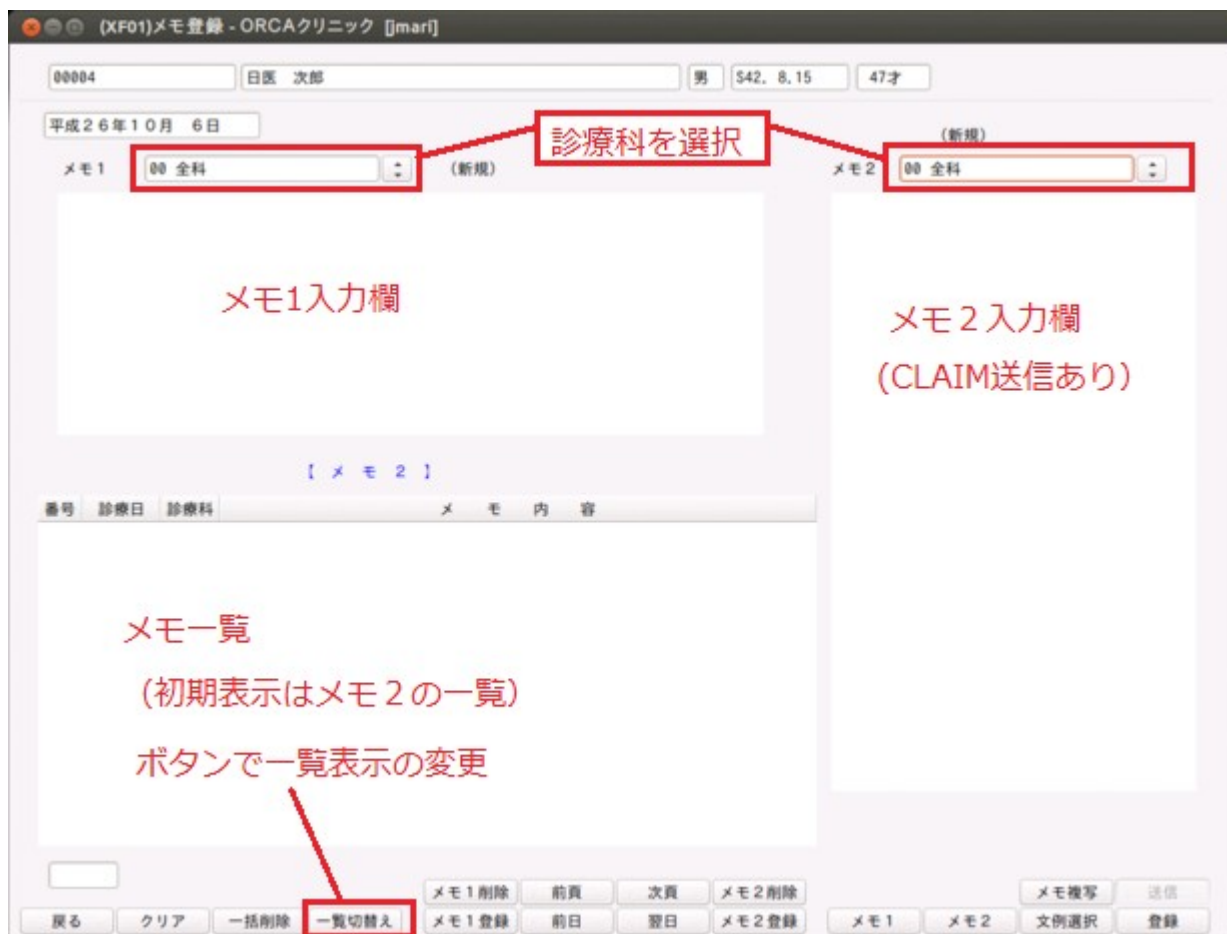 (XF01)メモ登録 - ORCAクリニック [jmari]
00004 日医 次郎 男 S42. 8.15 47才
平成26年10月 6日
診療科を選択
(新規)
メモ1 00 全科 (新規)
メモ2 00 全科
メモ1入力欄
メモ２入力欄
(CLAIM送信あり）
【 メ モ 2 】
番号 診療日 診療科 メ モ 内 容
メモ一覧
(初期表示はメモ２の一覧）
ボタンで一覧表示の変更
メモ1削除 前頁 次頁 メモ2削除 メモ複写 送信
戻る クリア 一括削除 一覧切替え メモ1登録 前日 翌日 メモ2登録 メモ1 メモ2 文例選択 登録